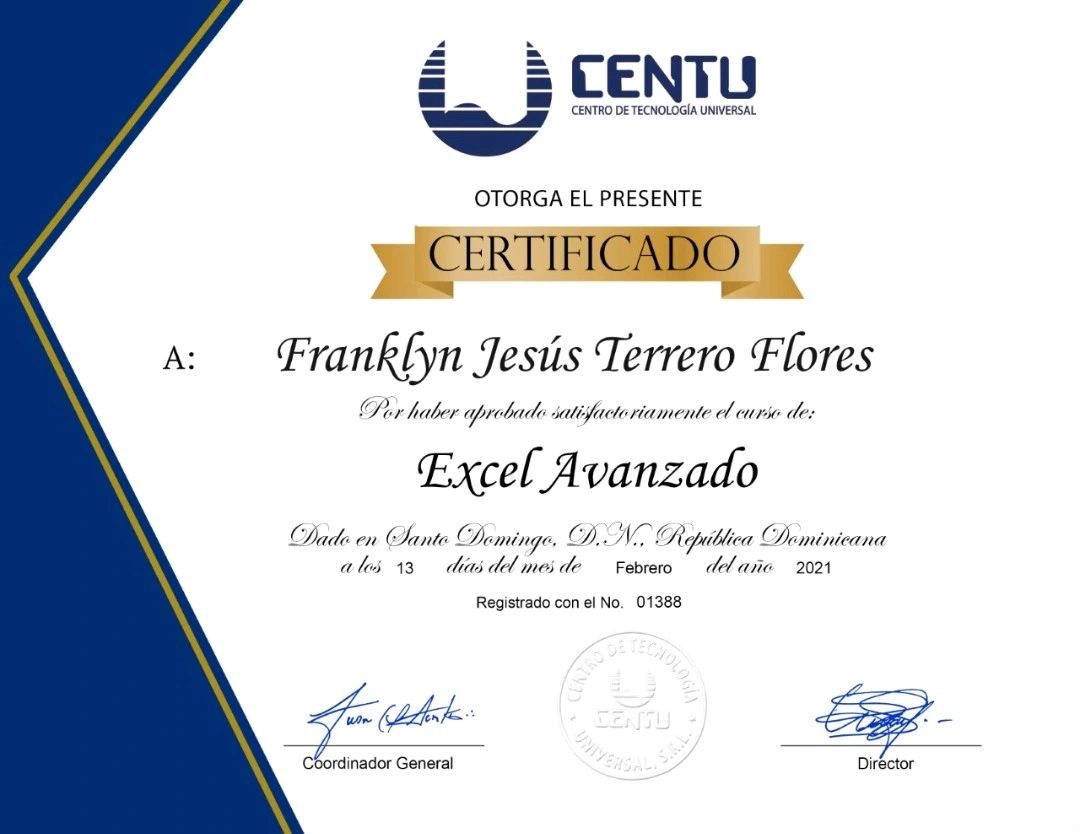 CENTU
CENTRO DE TECNOLOGÍA UNIVERSAL
OTORGA EL PRESENTE
CERTIFICADO
A: Franklyn Jesús Terrero Flores
Por haber aprobado satisfactoriamente el curso de:
Excel Avanzado
Dado en Santo Domingo, D.N., República Dominicana
a los 13 días del mes de Febrero del año 2021
Registrado con el No. 01388
CENTRO DE TECNOLOGÍA
CENTU
UNIVERSAL, S.R.L.
Coordinador General
Director